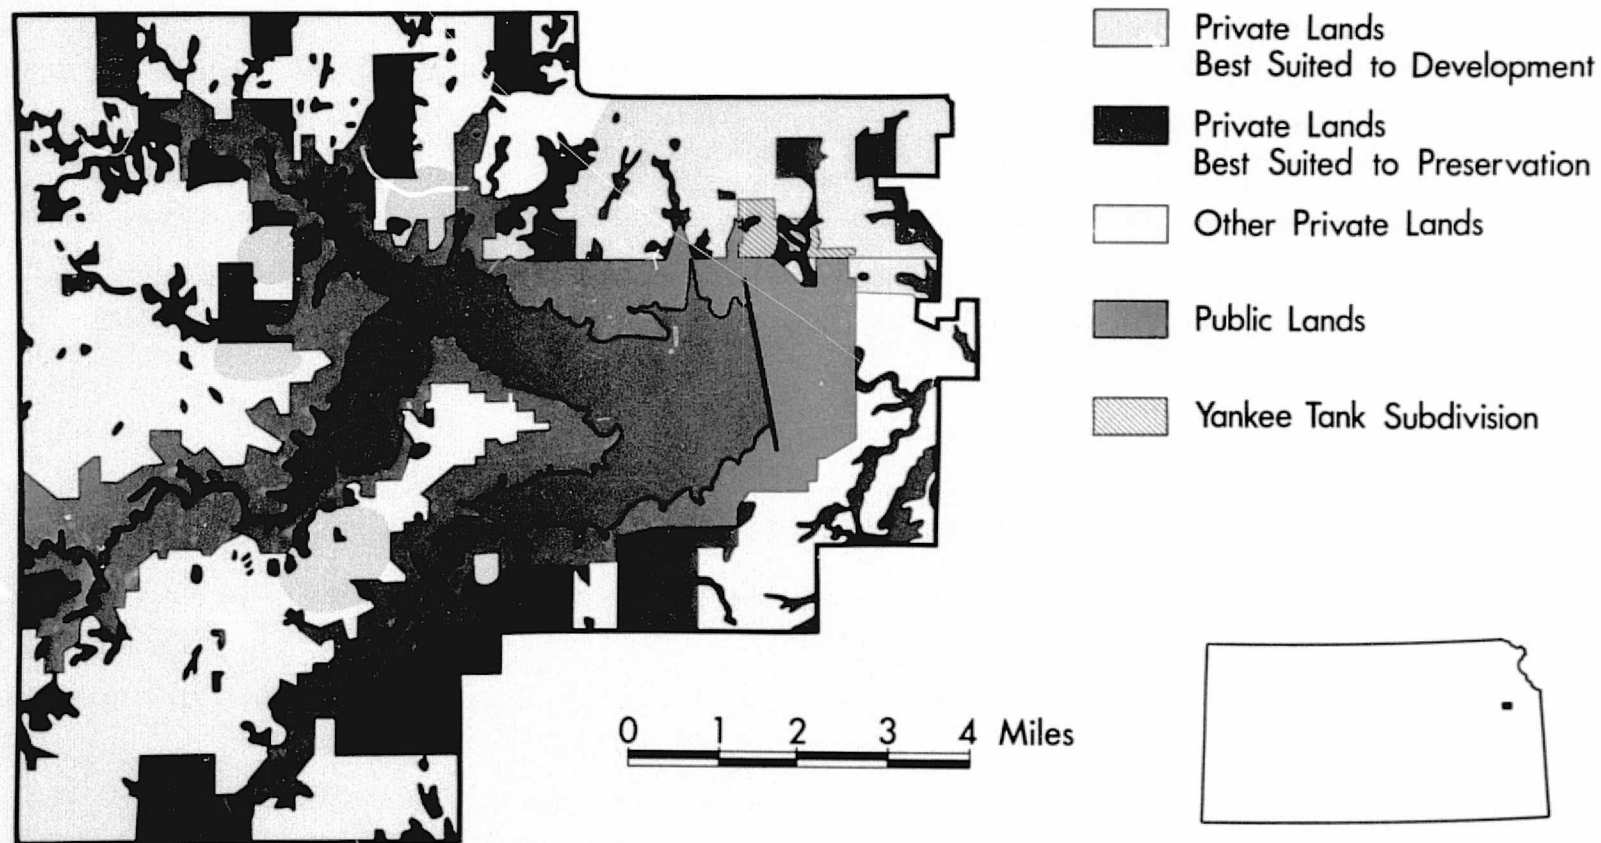 Private Lands
Best Suited to Development
Private Lands
Best Suited to Preservation
Other Private Lands
Public Lands
Yankee Tank Subdivision
0 1 2 3 4 Miles